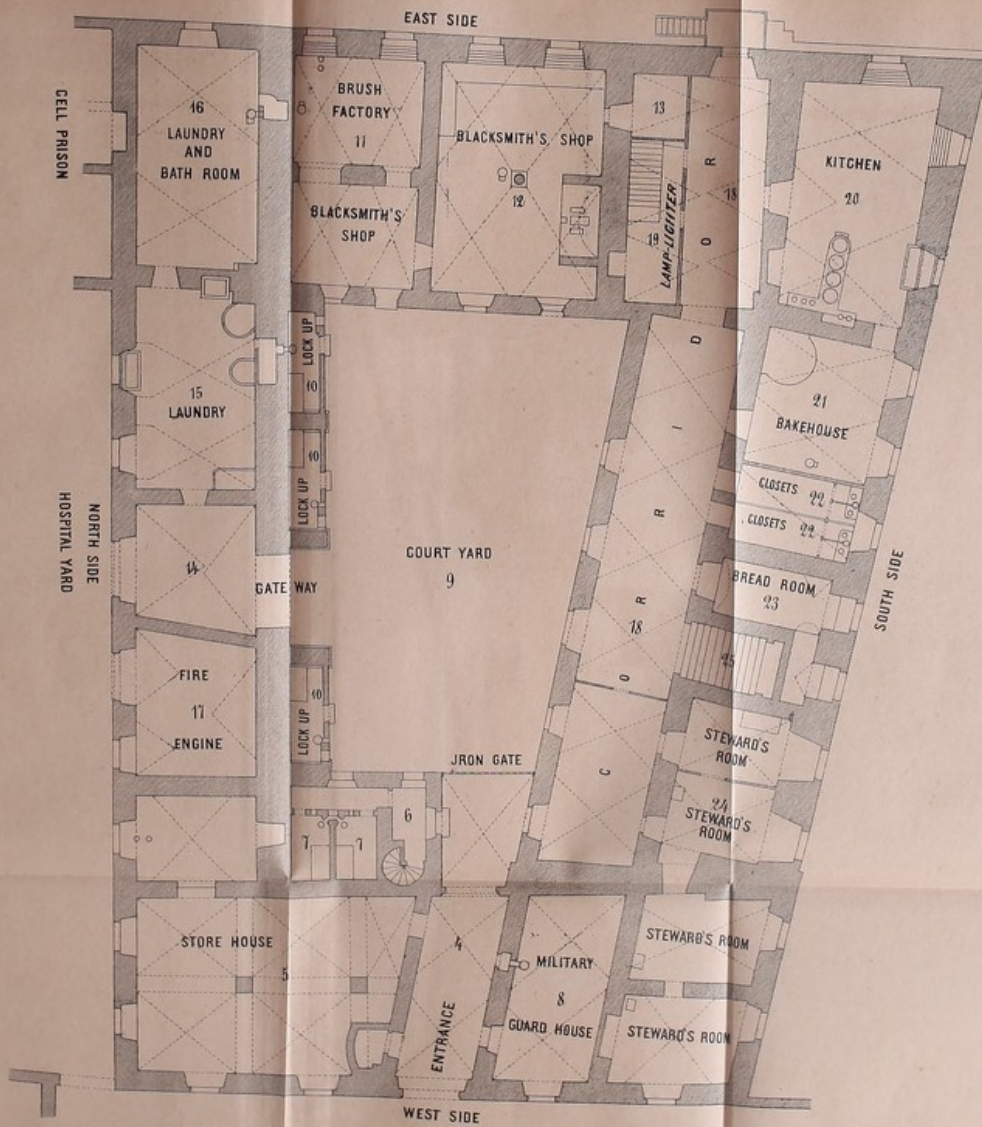 EAST SIDE
CELL PRISON
16
LAUNDRY
AND
BATH ROOM
BRUSH
FACTORY
11
BLACKSMITH'S
SHOP
BLACKSMITH'S SHOP
12
13
19
LAMP-LIGHTER
18
KITCHEN
20
C O R R I D O R
18
15
LAUNDRY
LOCK UP
10
LOCK UP
10
21
BAKEHOUSE
CLOSETS 22
CLOSETS 22
NORTH SIDE
HOSPITAL YARD
14
GATE WAY
COURT YARD
9
BREAD ROOM
23
25
SOUTH SIDE
FIRE
17
ENGINE
LOCK UP
10
JRON GATE
STEWARD'S
ROOM
24
STEWARD'S
ROOM
7
7
6
STORE HOUSE
5
4
ENTRANCE
MILITARY
8
GUARD HOUSE
STEWARD'S ROOM
STEWARD'S ROOM
WEST SIDE